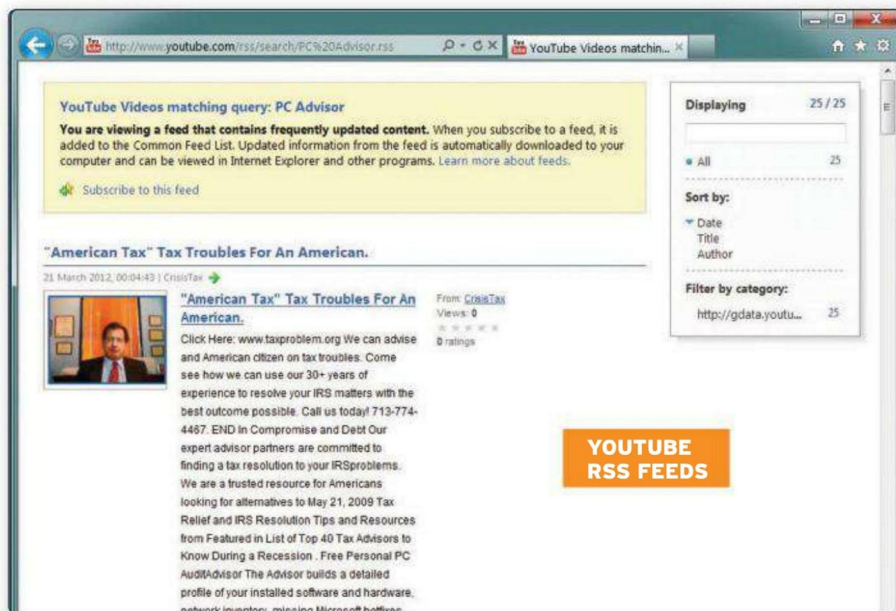 http://www.youtube.com/rss/search/PC%20Advisor.rss
YouTube Videos matchin...
YouTube Videos matching query: PC Advisor
You are viewing a feed that contains frequently updated content. When you subscribe to a feed, it is
added to the Common Feed List. Updated information from the feed is automatically downloaded to your
computer and can be viewed in Internet Explorer and other programs. Learn more about feeds.
Subscribe to this feed
Displaying 25 / 25
All 25
Sort by:
Date
Title
Author
Filter by category:
http://gdata.youtu... 25
"American Tax" Tax Troubles For An American.
21 March 2012, 00:04:43 | CrisisTax
"American Tax" Tax Troubles For An
American.
Click Here: www.taxproblem.org We can advise
and American citizen on tax troubles. Come
see how we can use our 30+ years of
experience to resolve your IRS matters with the
best outcome possible. Call us today! 713-774-
4467. END In Compromise and Debt Our
expert advisor partners are committed to
finding a tax resolution to your IRSproblems.
We are a trusted resource for Americans
looking for alternatives to May 21, 2009 Tax
Relief and IRS Resolution Tips and Resources
from Featured in List of Top 40 Tax Advisors to
Know During a Recession . Free Personal PC
AuditAdvisor The Advisor builds a detailed
profile of your installed software and hardware,
network inventory, missing Microsoft hotfixes,
From: CrisisTax
Views: 0
0 ratings
YOUTUBE
RSS FEEDS